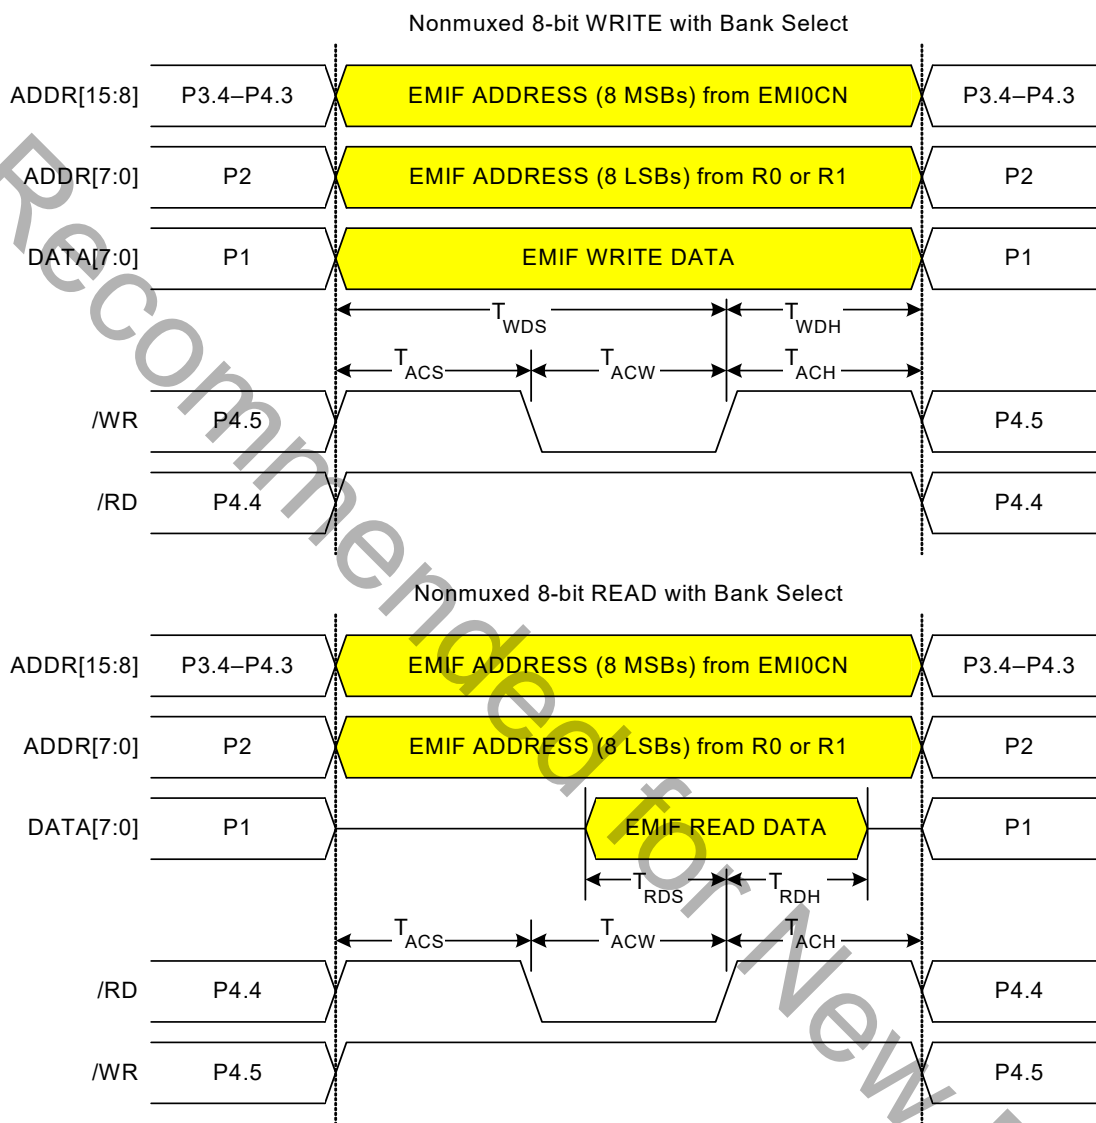 Nonmuxed 8-bit WRITE with Bank Select
ADDR[15:8] P3.4–P4.3 EMIF ADDRESS (8 MSBs) from EMI0CN P3.4–P4.3
ADDR[7:0] P2 EMIF ADDRESS (8 LSBs) from R0 or R1 P2
DATA[7:0] P1 EMIF WRITE DATA P1
TWDS TWDH
TACS TACW TACH
/WR P4.5 P4.5
/RD P4.4 P4.4
Nonmuxed 8-bit READ with Bank Select
ADDR[15:8] P3.4–P4.3 EMIF ADDRESS (8 MSBs) from EMI0CN P3.4–P4.3
ADDR[7:0] P2 EMIF ADDRESS (8 LSBs) from R0 or R1 P2
DATA[7:0] P1 EMIF READ DATA P1
TRDS TRDH
TACS TACW TACH
/RD P4.4 P4.4
/WR P4.5 P4.5
Recommended for New